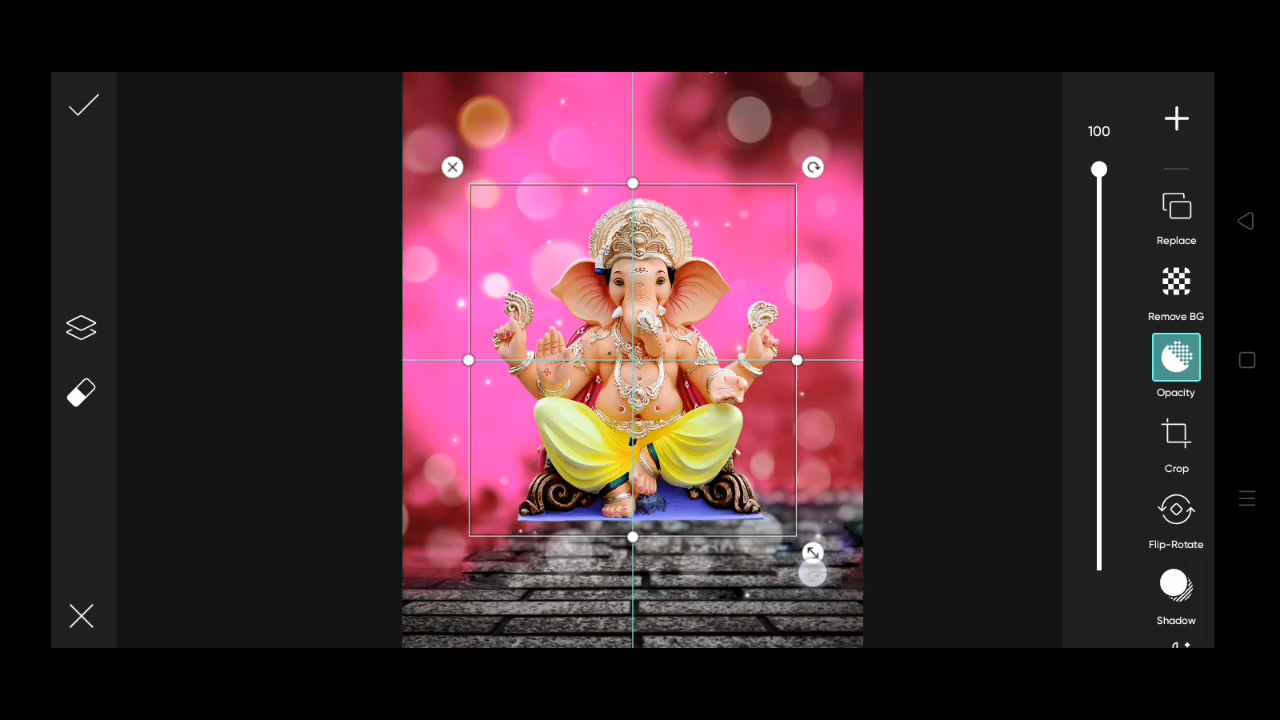 100
Replace
Remove BG
Opacity
Crop
Flip-Rotate
Shadow